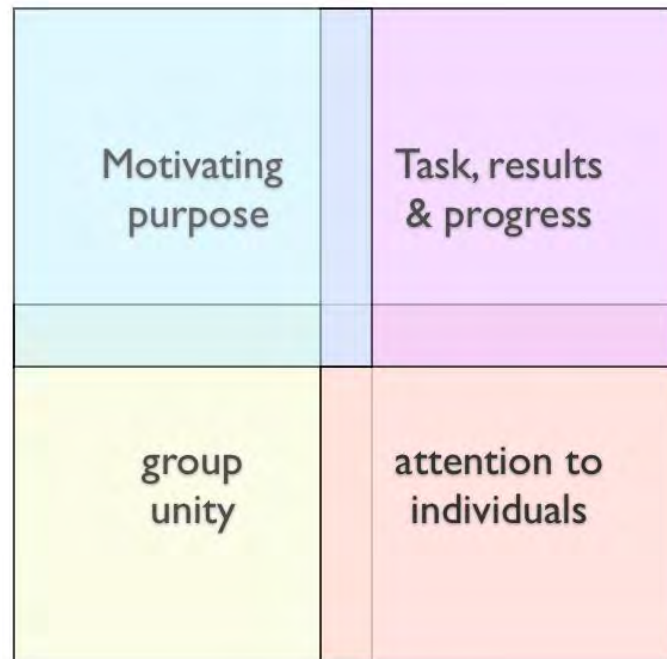 Motivating
purpose
Task, results
& progress
group
unity
attention to
individuals